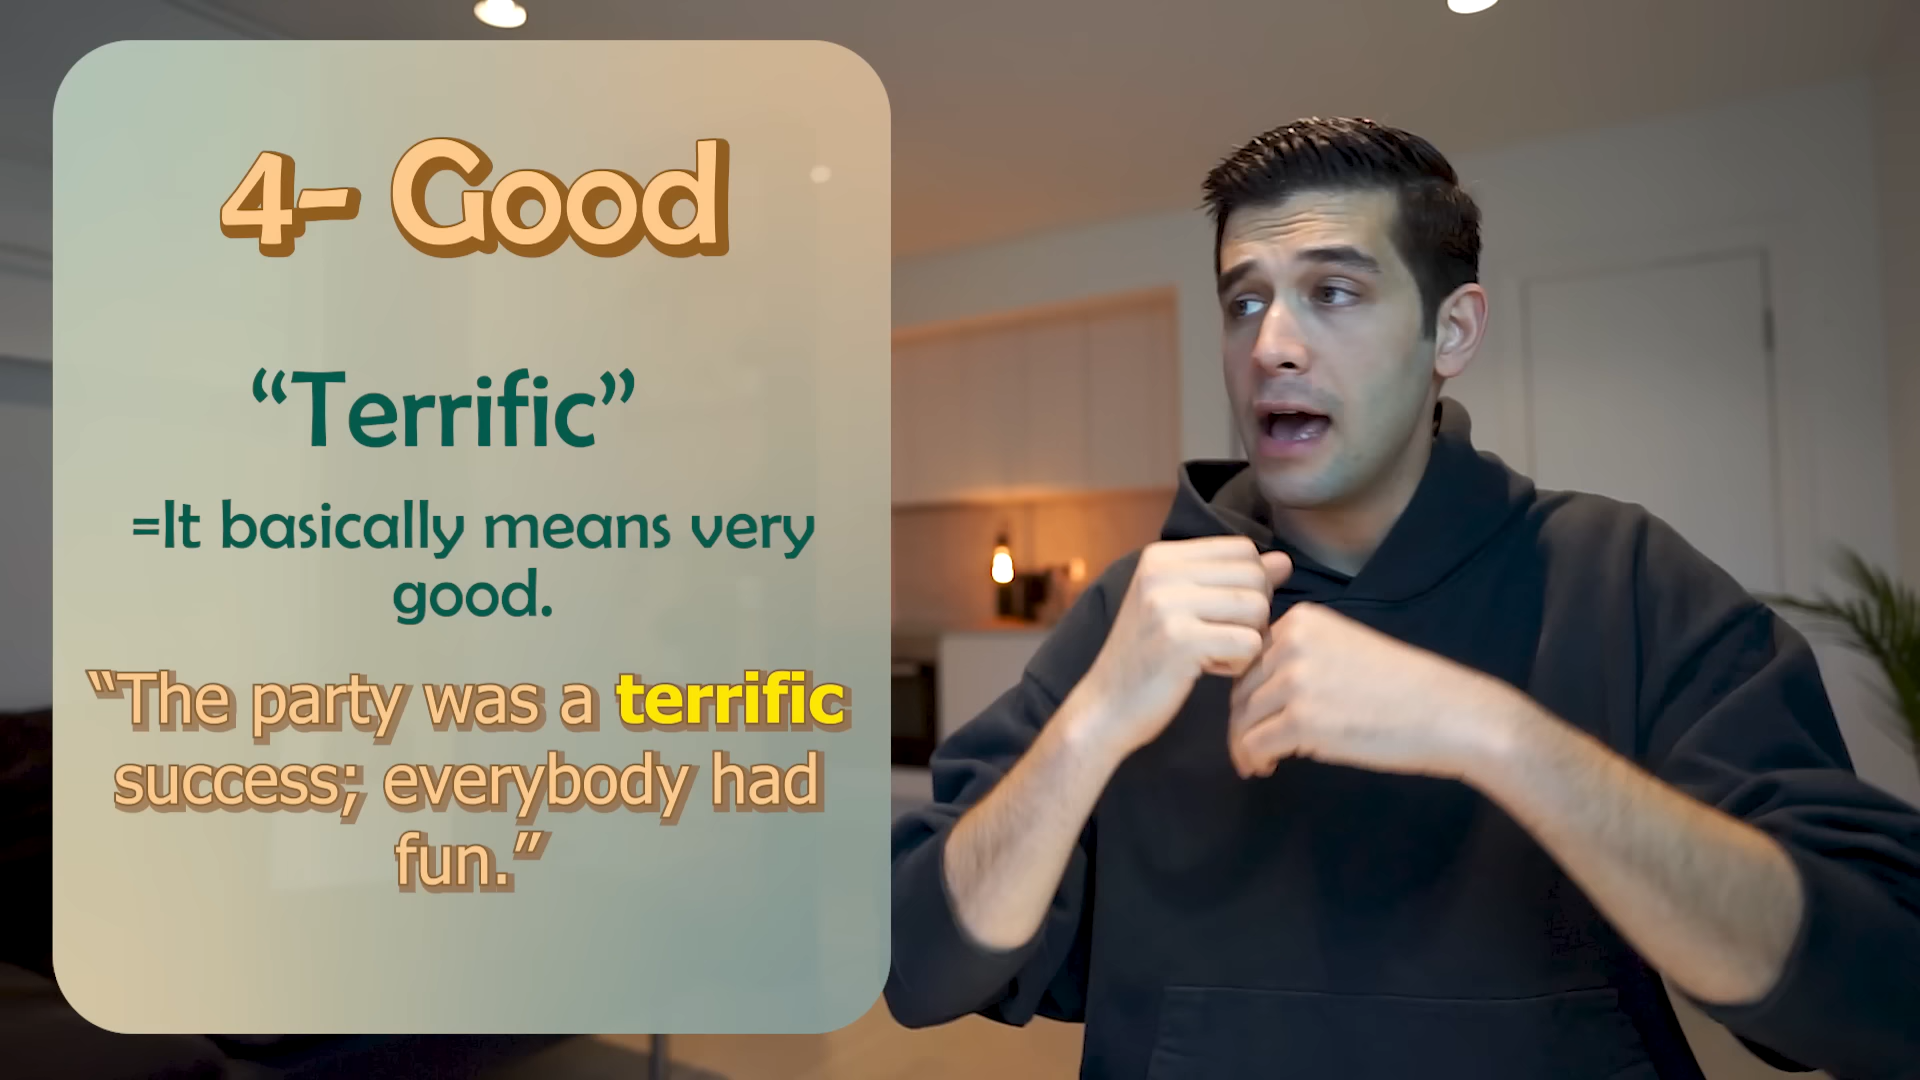 4- Good
“Terrific”
=It basically means very
good.
“The party was a terrific
success; everybody had
fun.”